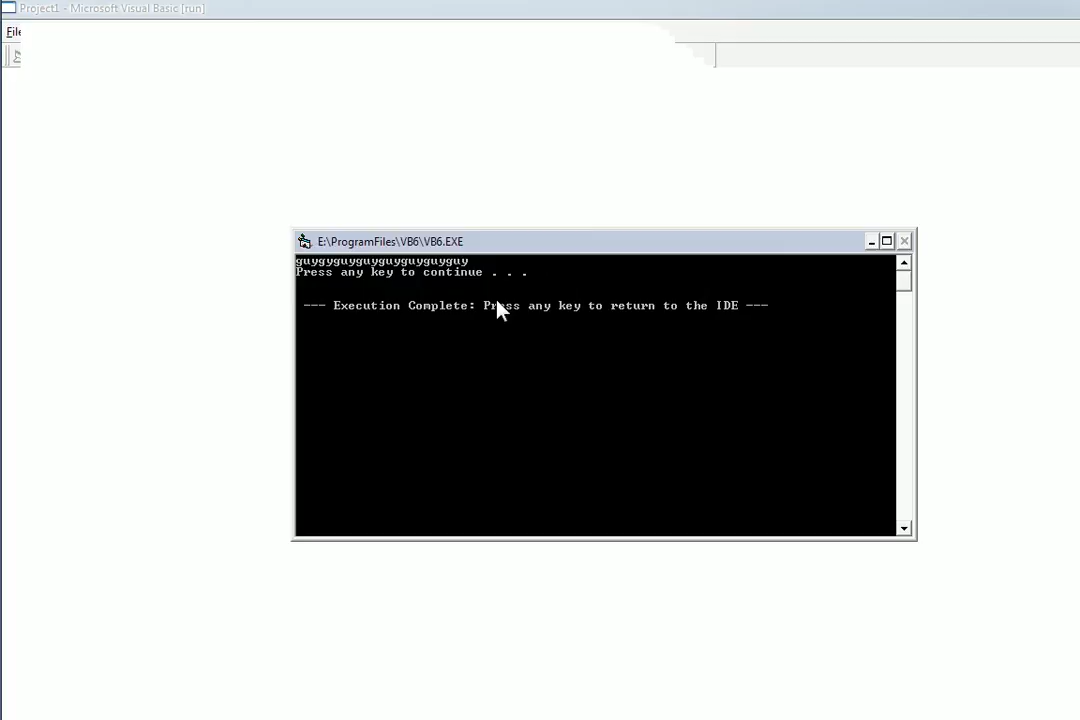 Project1 - Microsoft Visual Basic [run]
File
E:\ProgramFiles\VB6\VB6.EXE
guygyguyguyguyguyguyguy
Press any key to continue . . .
--- Execution Complete: Press any key to return to the IDE ---